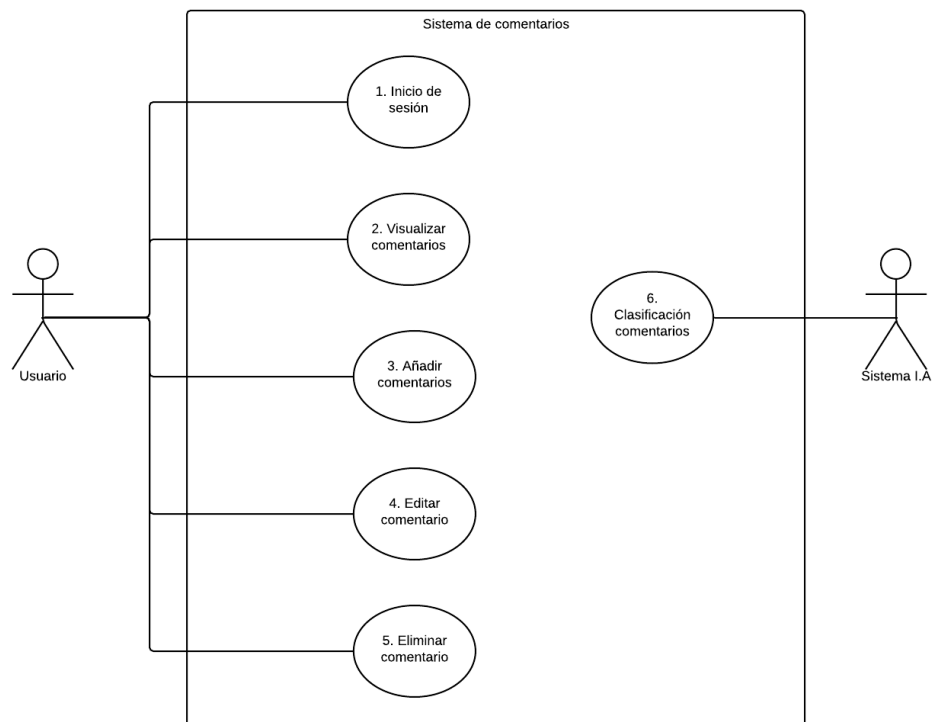 Sistema de comentarios
1. Inicio de
sesión
2. Visualizar
comentarios
3. Añadir
comentarios
4. Editar
comentario
5. Eliminar
comentario
6.
Clasificación
comentarios
Usuario
Sistema I.A